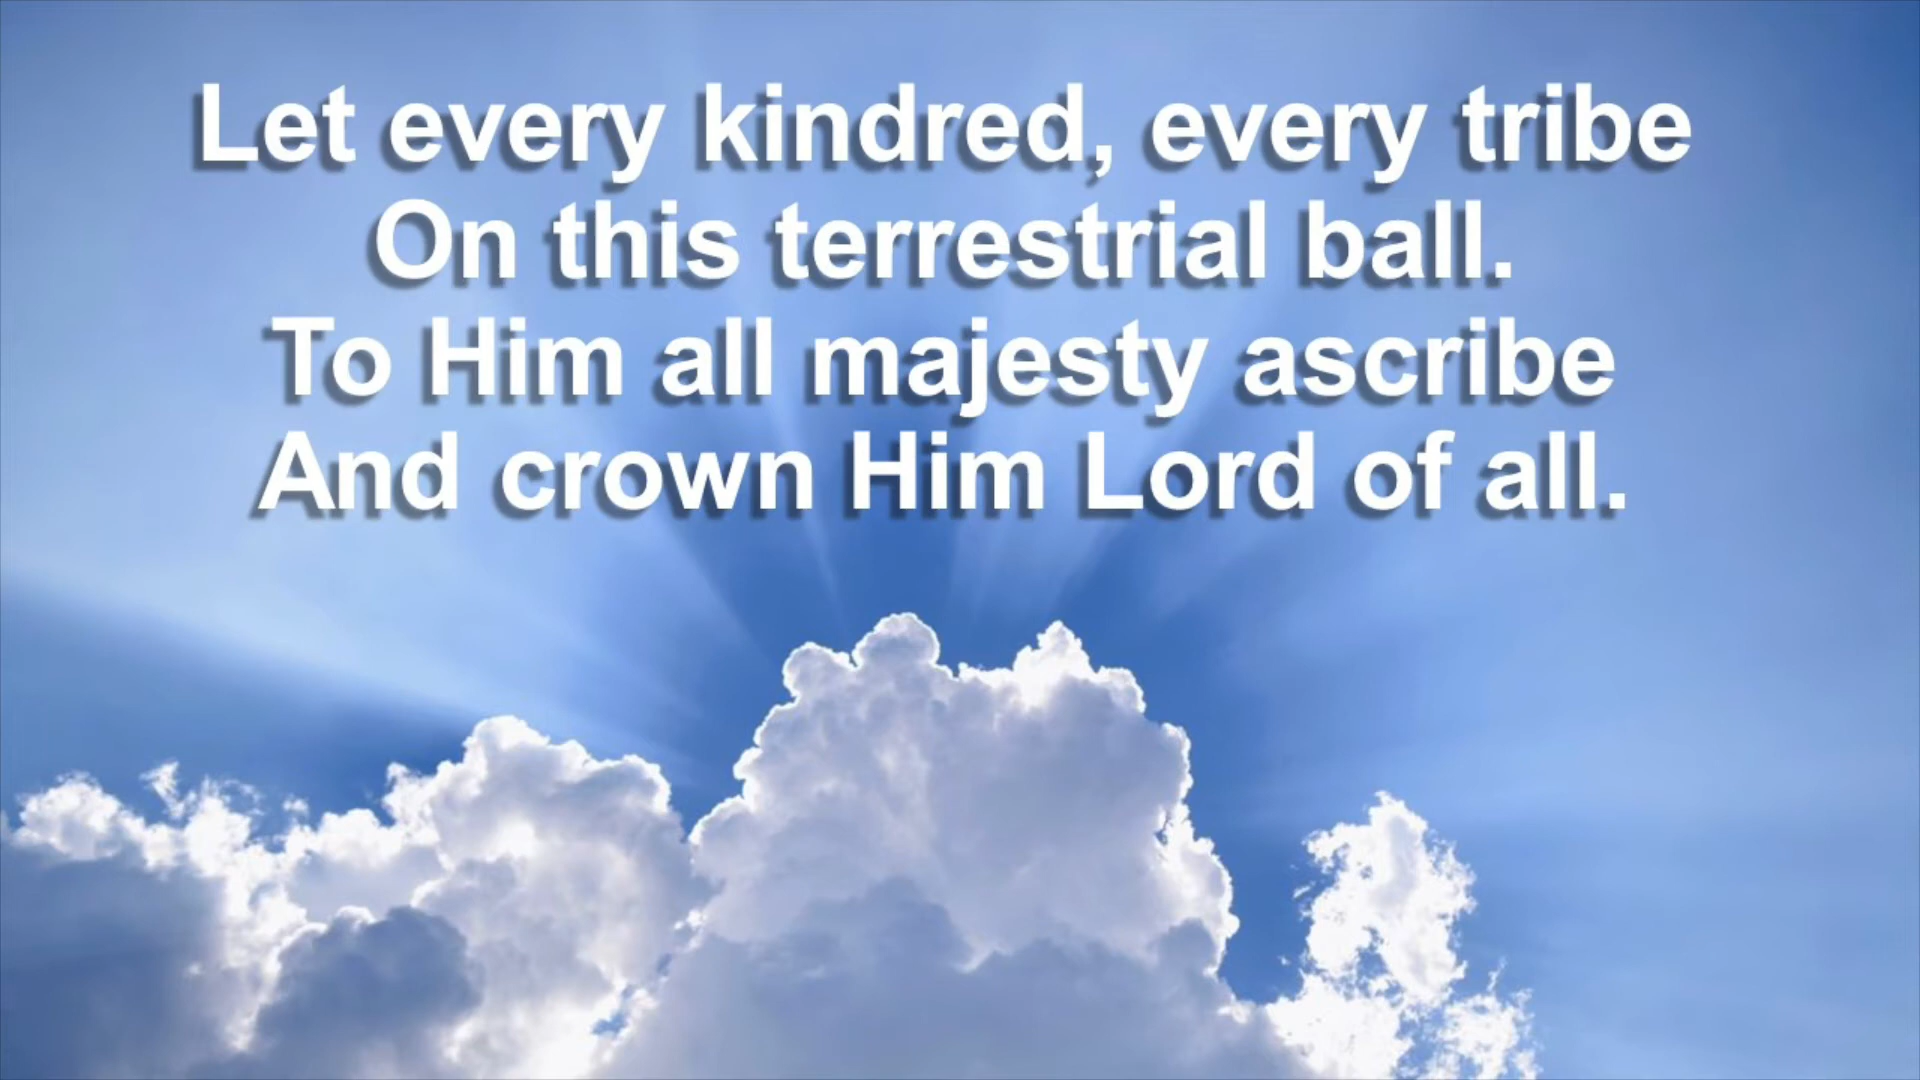 Let every kindred, every tribe
On this terrestrial ball.
To Him all majesty ascribe
And crown Him Lord of all.